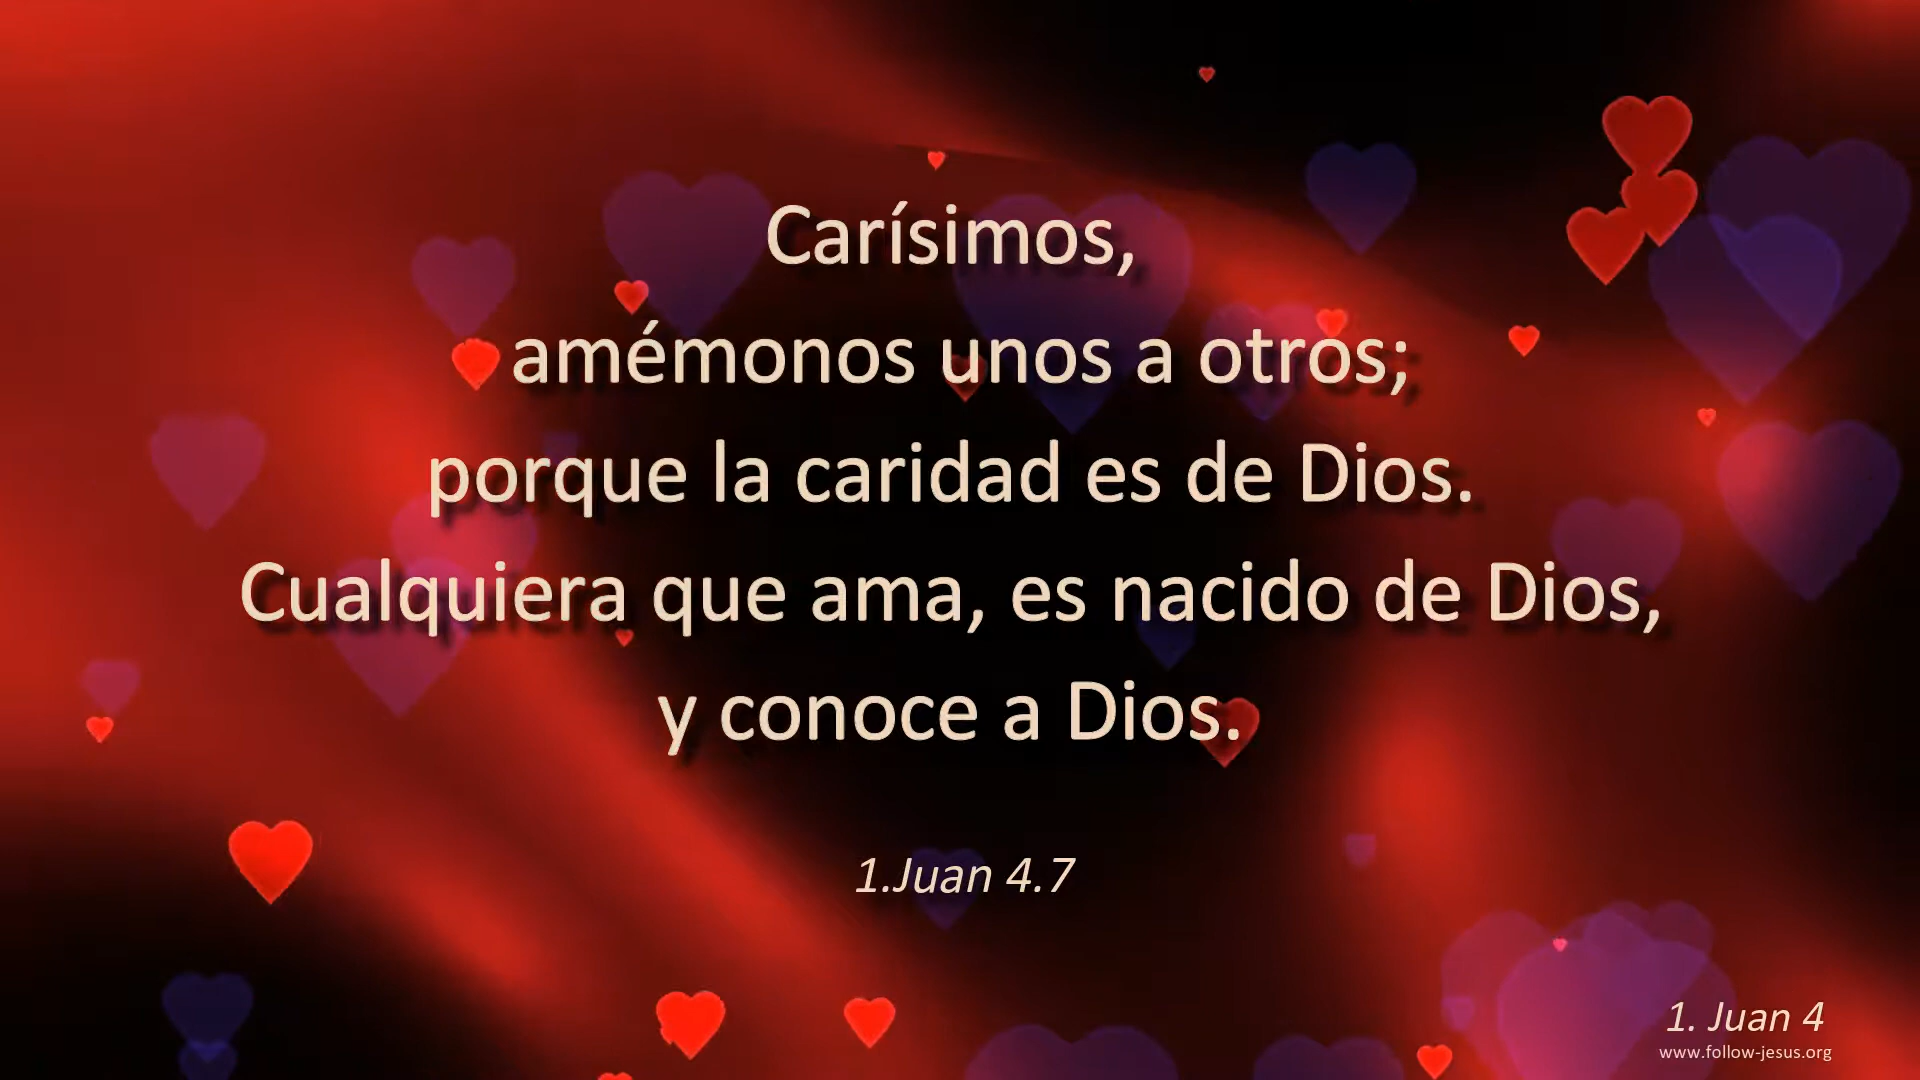 Carísimos,
amémonos unos a otros;
porque la caridad es de Dios.
Cualquiera que ama, es nacido de Dios,
y conoce a Dios.
1.Juan 4.7
1. Juan 4
www.follow-jesus.org